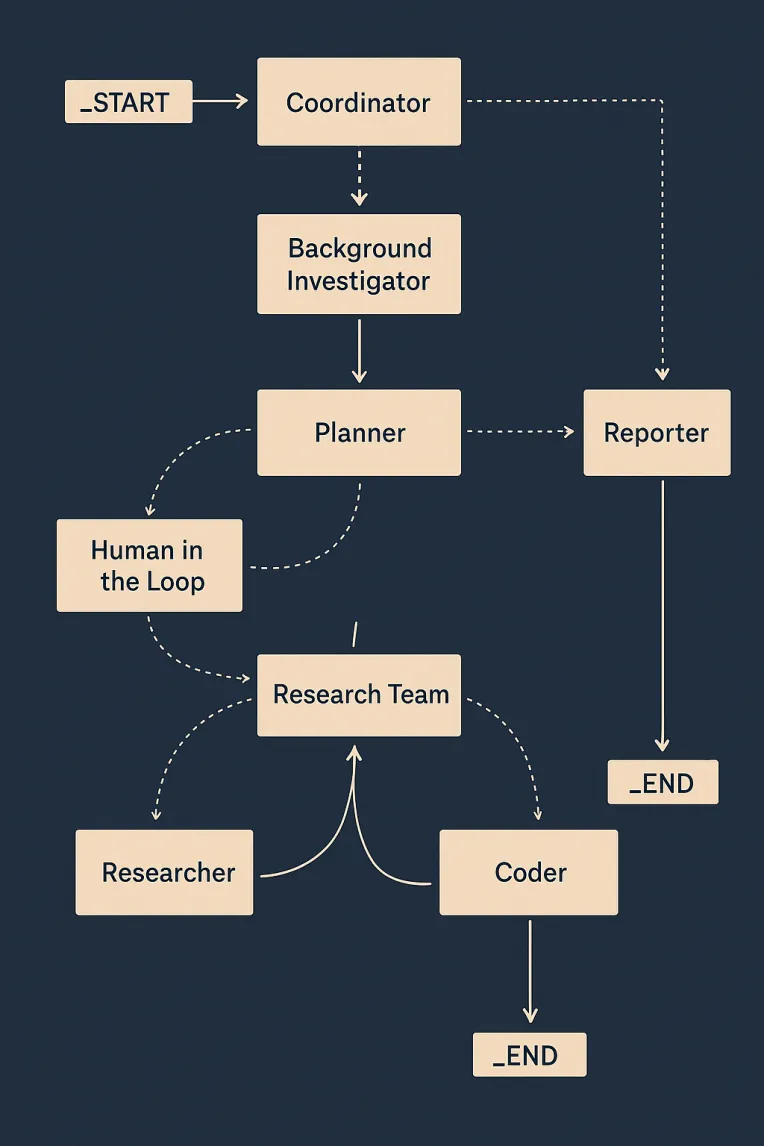 _START
Coordinator
Background
Investigator
Planner
Reporter
Human in
the Loop
Research Team
_END
Researcher
Coder
_END